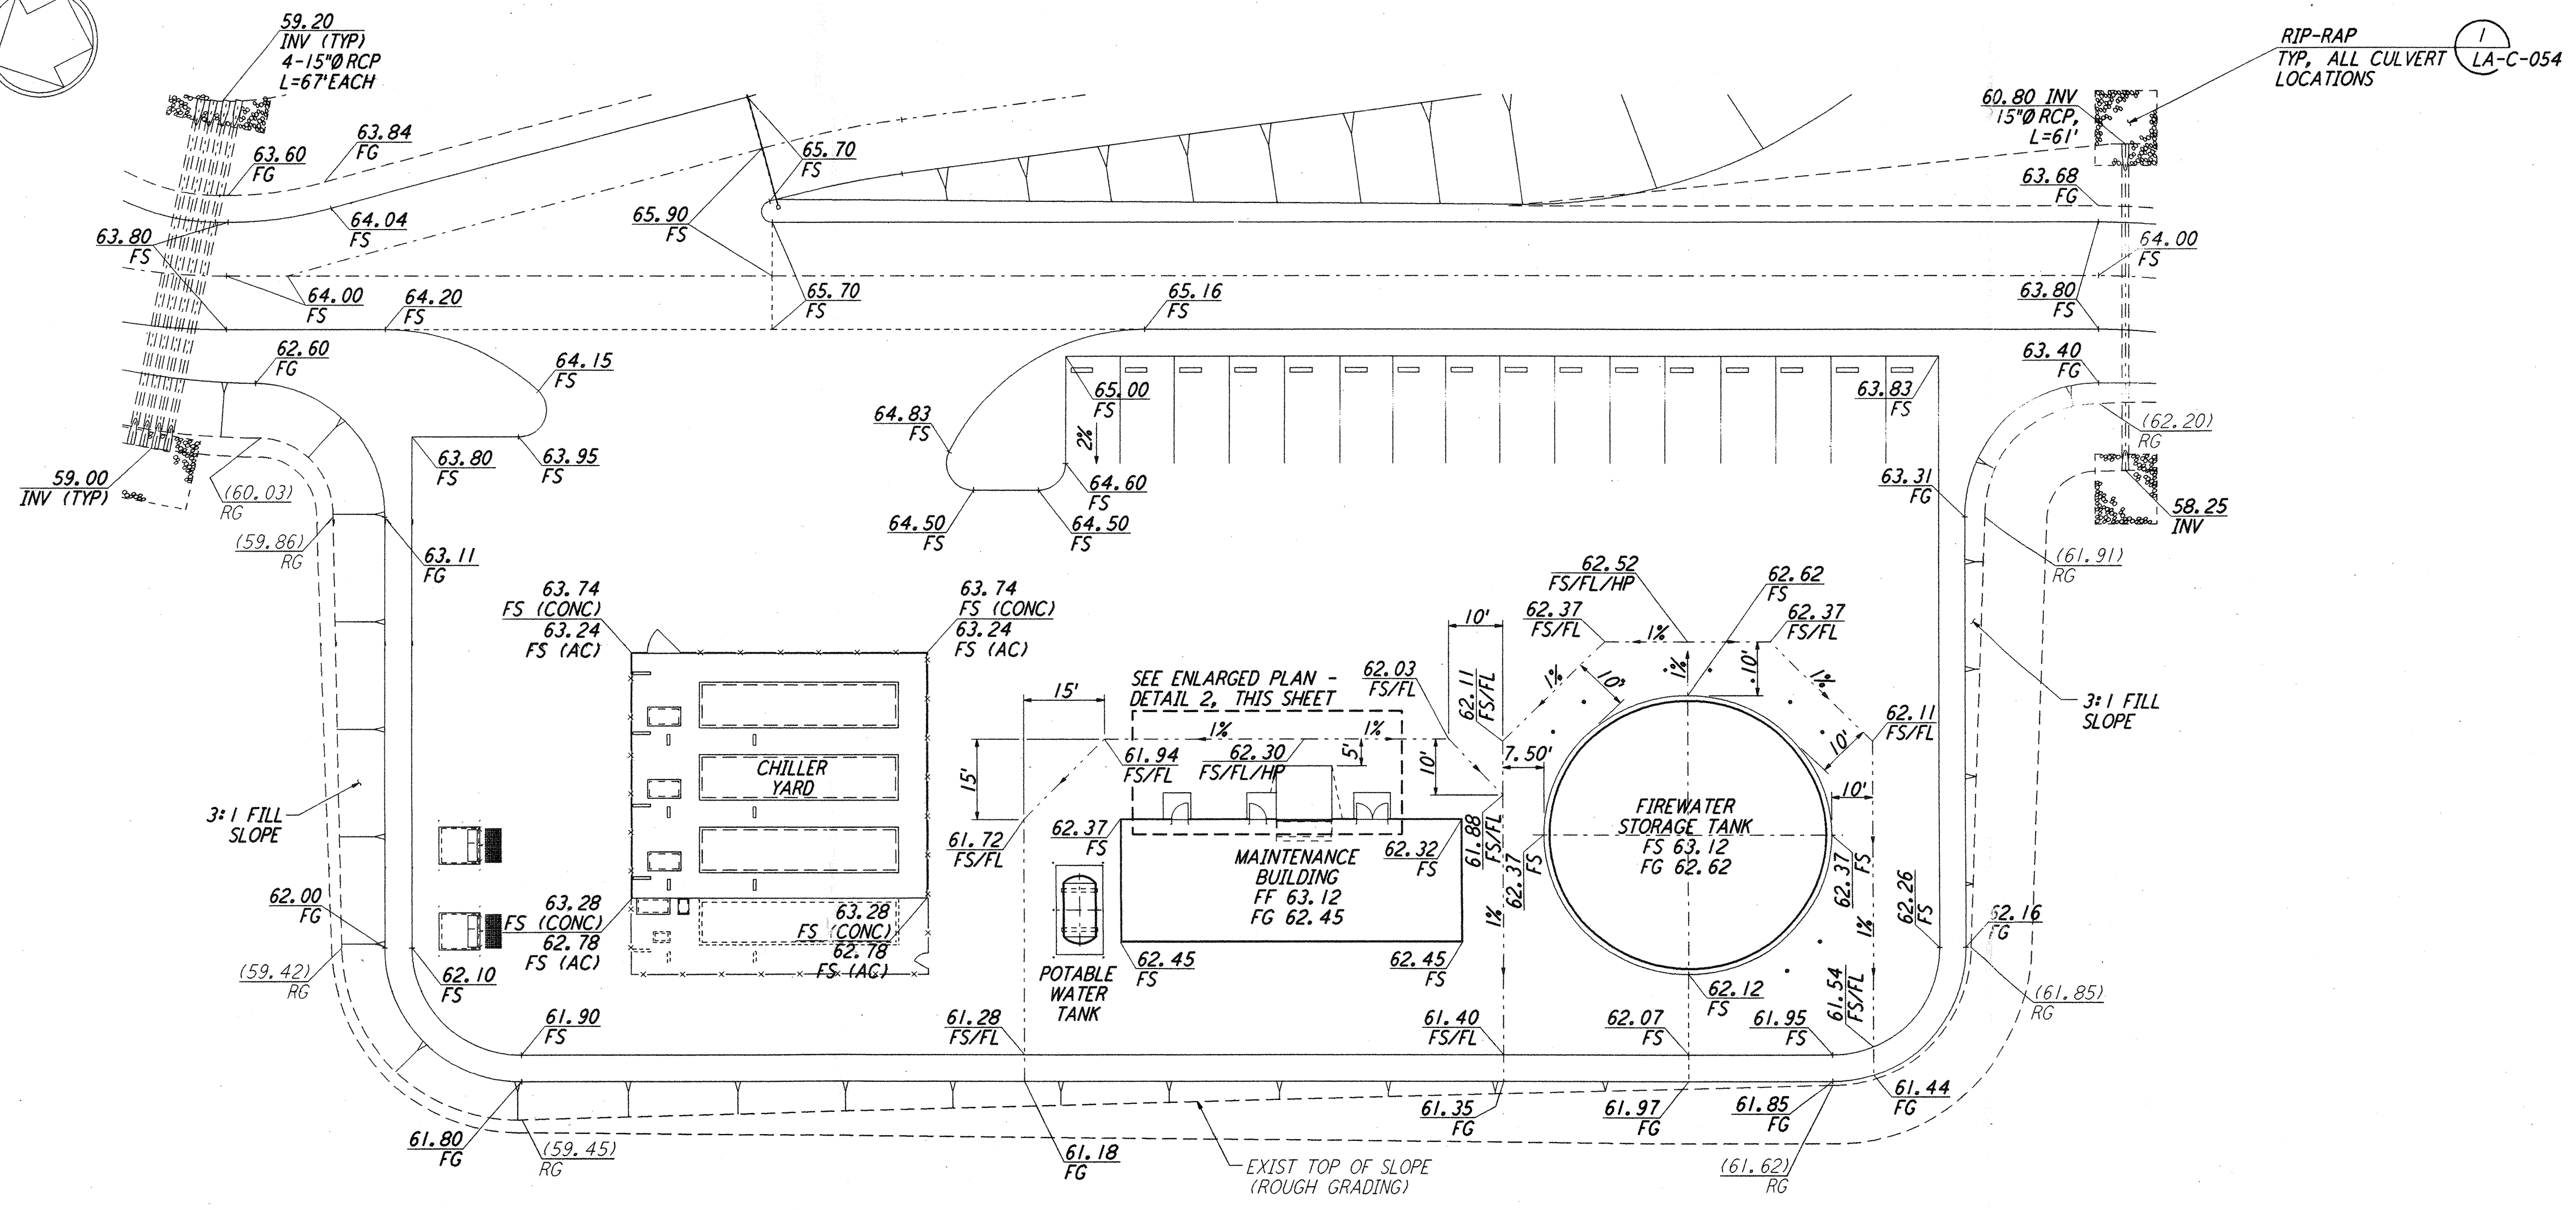 59.20
INV (TYP)
4-15"Ø RCP
L=67'EACH
RIP-RAP
TYP, ALL CULVERT
LOCATIONS
1
LA-C-054
60.80 INV
15"Ø RCP,
L=61'
63.84
FG
63.60
FG
65.70
FS
63.68
FG
64.04
FS
65.90
FS
63.80
FS
64.00
FS
64.00
FS
64.20
FS
65.70
FS
65.16
FS
63.80
FS
62.60
FG
64.15
FS
63.40
FG
65.00
FS
63.83
FS
64.83
FS
2%
(62.20)
RG
63.80
FS
63.95
FS
59.00
INV (TYP)
(60.03)
RG
64.60
FS
63.31
FG
58.25
INV
64.50
FS
64.50
FS
(59.86)
RG
63.11
FG
(61.91)
RG
63.74
FS (CONC)
63.24
FS (AC)
63.74
FS (CONC)
63.24
FS (AC)
62.52
FS/FL/HP
62.62
FS
62.37
FS/FL
62.37
FS/FL
10'
1%
1%
10'
1%
10'
1%
SEE ENLARGED PLAN -
DETAIL 2, THIS SHEET
62.03
FS/FL
62.11
FS/FL
15'
3:1 FILL
SLOPE
62.11
FS/FL
1%
1%
62.30
FS/FL/HP
61.94
FS/FL
5'
10'
7.50'
10'
10'
15'
CHILLER
YARD
3:1 FILL
SLOPE
61.72
FS/FL
62.37
FS
62.32
FS
61.88
FS/FL
62.37
FS
FIREWATER
STORAGE TANK
FS 63.12
FG 62.62
62.37
FS
62.26
FS
MAINTENANCE
BUILDING
FF 63.12
FG 62.45
1%
1%
62.00
FG
63.28
FS (CONC)
62.78
FS (AC)
63.28
FS (CONC)
62.78
FS (AC)
62.16
FG
(59.42)
RG
62.10
FS
62.45
FS
62.45
FS
POTABLE
WATER
TANK
62.12
FS
61.54
FS/FL
(61.85)
RG
61.90
FS
61.28
FS/FL
61.40
FS/FL
62.07
FS
61.95
FS
61.80
FG
(59.45)
RG
61.18
FG
61.35
FG
61.97
FG
61.85
FG
61.44
FG
EXIST TOP OF SLOPE
(ROUGH GRADING)
(61.62)
RG